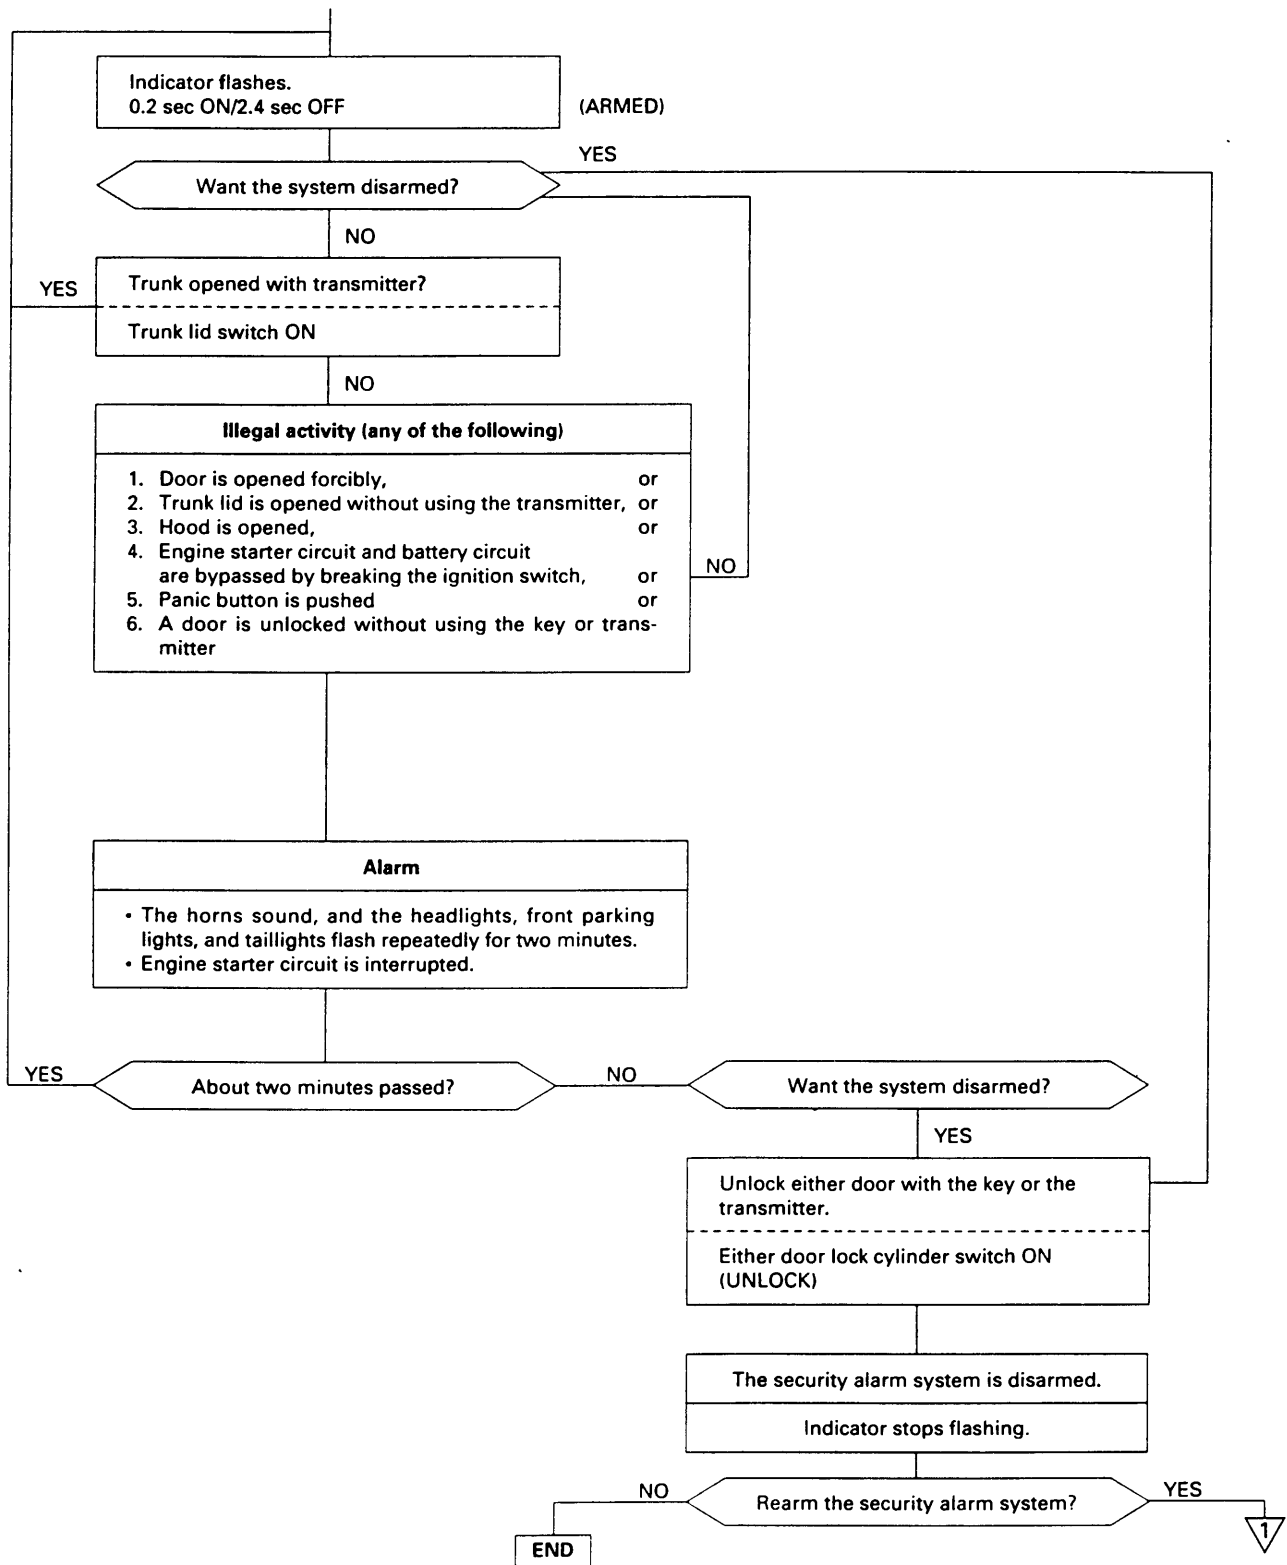 Indicator flashes.
0.2 sec ON/2.4 sec OFF
(ARMED)
YES
Want the system disarmed?
NO
YES
Trunk opened with transmitter?
Trunk lid switch ON
NO
Illegal activity (any of the following)
1. Door is opened forcibly, or
2. Trunk lid is opened without using the transmitter, or
3. Hood is opened, or
4. Engine starter circuit and battery circuit
are bypassed by breaking the ignition switch, or
NO
5. Panic button is pushed or
6. A door is unlocked without using the key or trans-
mitter
Alarm
• The horns sound, and the headlights, front parking
lights, and taillights flash repeatedly for two minutes.
• Engine starter circuit is interrupted.
YES
About two minutes passed?
NO
Want the system disarmed?
YES
Unlock either door with the key or the
transmitter.
Either door lock cylinder switch ON
(UNLOCK)
The security alarm system is disarmed.
Indicator stops flashing.
NO
Rearm the security alarm system?
YES
1
END